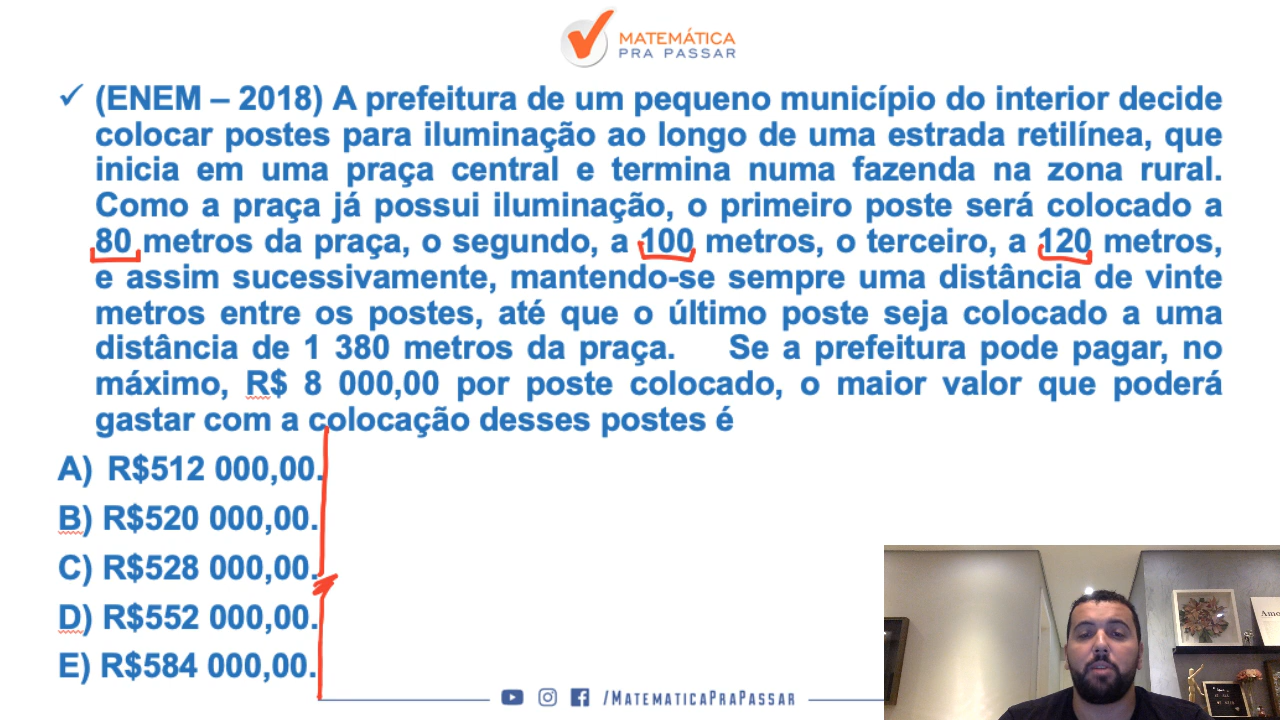 MATEMÁTICA
PRA PASSAR
✓ (ENEM – 2018) A prefeitura de um pequeno município do interior decide
colocar postes para iluminação ao longo de uma estrada retilínea, que
inicia em uma praça central e termina numa fazenda na zona rural.
Como a praça já possui iluminação, o primeiro poste será colocado a
80 metros da praça, o segundo, a 100 metros, o terceiro, a 120 metros,
e assim sucessivamente, mantendo-se sempre uma distância de vinte
metros entre os postes, até que o último poste seja colocado a uma
distância de 1 380 metros da praça. Se a prefeitura pode pagar, no
máximo, R$ 8 000,00 por poste colocado, o maior valor que poderá
gastar com a colocação desses postes é
A) R$512 000,00.
B) R$520 000,00.
C) R$528 000,00.
D) R$552 000,00.
E) R$584 000,00.
/MATEMATICAPRAPASSAR
Amo